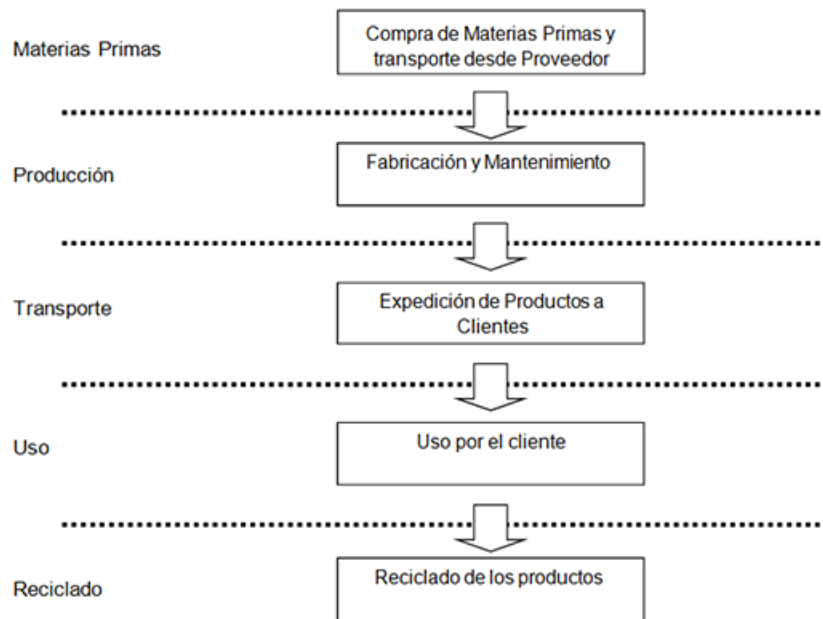 Materias Primas
Compra de Materias Primas y
transporte desde Proveedor
Producción
Fabricación y Mantenimiento
Transporte
Expedición de Productos a
Clientes
Uso
Uso por el cliente
Reciclado
Reciclado de los productos